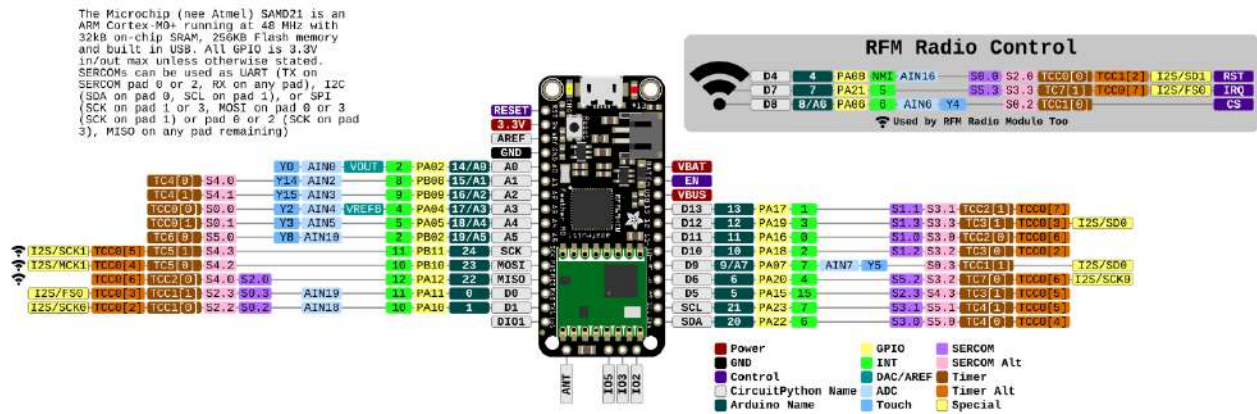 The Microchip (nee Atmel) SAMD21 is an
ARM Cortex-M0+ running at 48 MHz with
32kB on-chip SRAM, 256KB Flash memory
and built in USB. All GPIO is 3.3V
in/out max unless otherwise stated.
SERCOMs can be used as UART (TX on
SERCOM pad 0 or 2, RX on any pad), I2C
(SDA on pad 0, SCL on pad 1), or SPI
(SCK on pad 1 or 3, MOSI on pad 0 or 3
(SCK on pad 1) or pad 0 or 2 (SCK on pad
3), MISO on any pad remaining)
RFM Radio Control
D4 4 PA08 NMI AIN16 S0.0 S2.0 TCC0[0] TCC1[2] I2S/SD1 RST
D7 7 PA21 5 S5.3 S3.3 TC7[1] TCC0[7] I2S/FS0 IRQ
D8 8/A6 PA06 6 AIN6 Y4 S0.2 TCC1[0] CS
Used by RFM Radio Module Too
RESET
3.3V
AREF
GND
Y0 AIN0 VOUT 2 PA02 14/A0 A0
TC4[0] S4.0 Y14 AIN2 8 PB08 15/A1 A1
TC4[1] S4.1 Y15 AIN3 9 PB09 16/A2 A2
TCC0[0] S0.0 Y2 AIN4 VREFB 4 PA04 17/A3 A3
TCC0[1] S0.1 Y3 AIN5 5 PA05 18/A4 A4
TC6[0] S5.0 Y8 AIN10 2 PB02 19/A5 A5
I2S/SCK1 TCC0[5] TC5[1] S4.3 11 PB11 24 SCK
I2S/MCK1 TCC0[4] TC5[0] S4.2 10 PB10 23 MOSI
TCC0[6] TCC2[0] S4.0 S2.0 12 PA12 22 MISO
I2S/FS0 TCC0[3] TCC1[1] S2.3 S0.3 AIN19 11 PA11 0 D0
I2S/SCK0 TCC0[2] TCC1[0] S2.2 S0.2 AIN18 10 PA10 1 D1
DIO1
VBAT
EN
VBUS
D13 13 PA17 1 S1.1 S3.1 TCC2[1] TCC0[7]
D12 12 PA19 3 S1.3 S3.3 TC3[1] TCC0[3] I2S/SD0
D11 11 PA16 0 S1.0 S3.0 TCC2[0] TCC0[6]
D10 10 PA18 2 S1.2 S3.2 TC3[0] TCC0[2]
D9 9/A7 PA07 7 AIN7 Y5 S0.3 TCC1[1] I2S/SD0
D6 6 PA20 4 S5.2 S3.2 TC7[0] TCC0[6] I2S/SCK0
D5 5 PA15 15 S2.3 S4.3 TC3[1] TCC0[5]
SCL 21 PA23 7 S3.1 S5.1 TC4[1] TCC0[5]
SDA 20 PA22 6 S3.0 S5.0 TC4[0] TCC0[4]
ANT
IO5
IO3
IO2
Power
GND
Control
CircuitPython Name
Arduino Name
GPIO
INT
DAC/AREF
ADC
Touch
SERCOM
SERCOM Alt
Timer
Timer Alt
Special